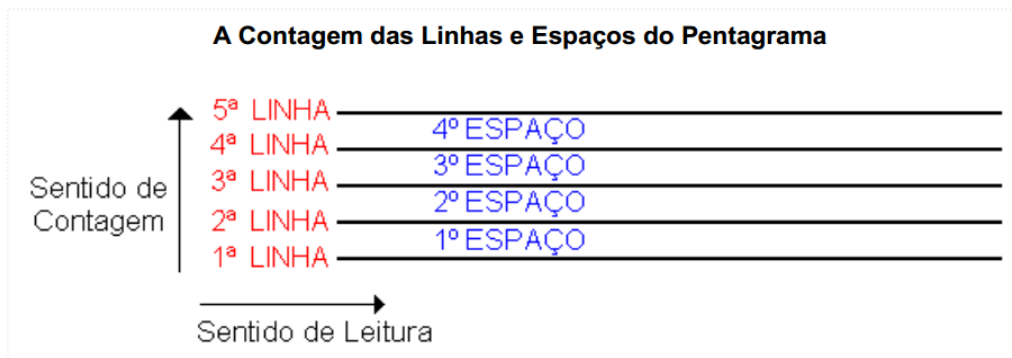 A Contagem das Linhas e Espaços do Pentagrama
5ª LINHA
4º ESPAÇO
4ª LINHA
3º ESPAÇO
3ª LINHA
2º ESPAÇO
2ª LINHA
1º ESPAÇO
1ª LINHA
Sentido de
Contagem
Sentido de Leitura